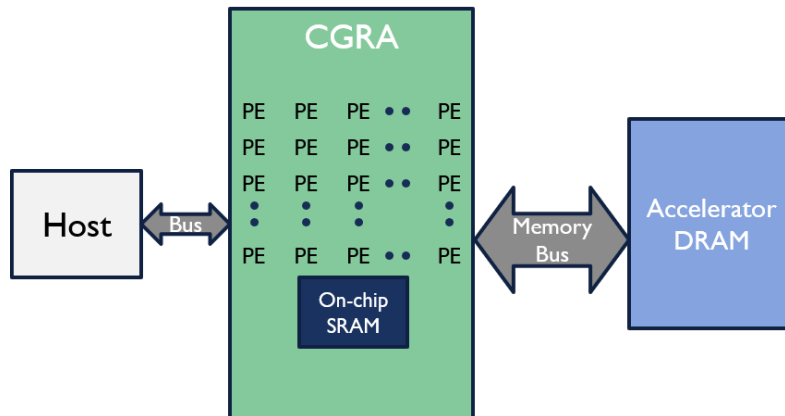 CGRA
PE PE PE •• PE
PE PE PE •• PE
PE PE PE •• PE
PE PE PE •• PE
On-chip
SRAM
Host
Bus
Memory
Bus
Accelerator
DRAM